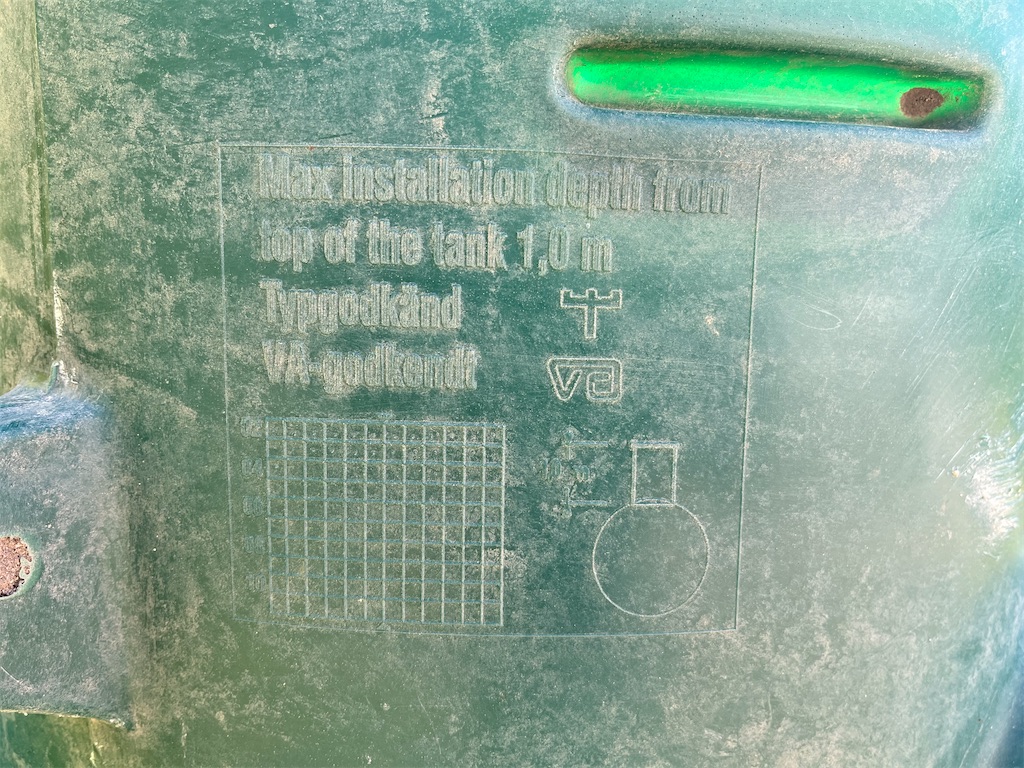 Max installation depth from
top of the tank 1,0 m
Typgodkänd
VA-godkendt
va